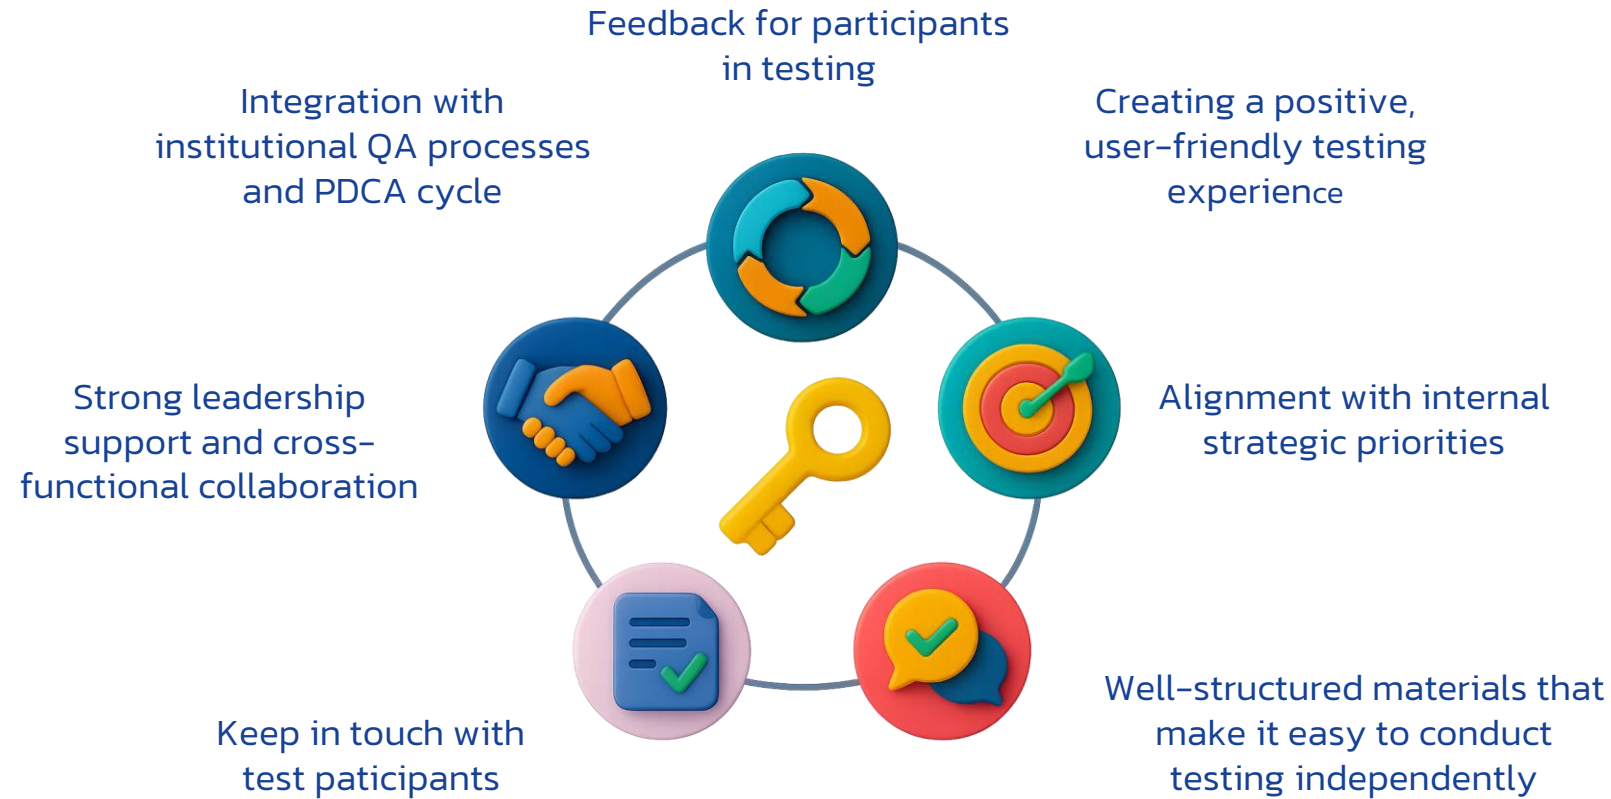 Feedback for participants
in testing
Integration with
institutional QA processes
and PDCA cycle
Creating a positive,
user-friendly testing
experience
Strong leadership
support and cross-
functional collaboration
Alignment with internal
strategic priorities
Keep in touch with
test paticipants
Well-structured materials that
make it easy to conduct
testing independently